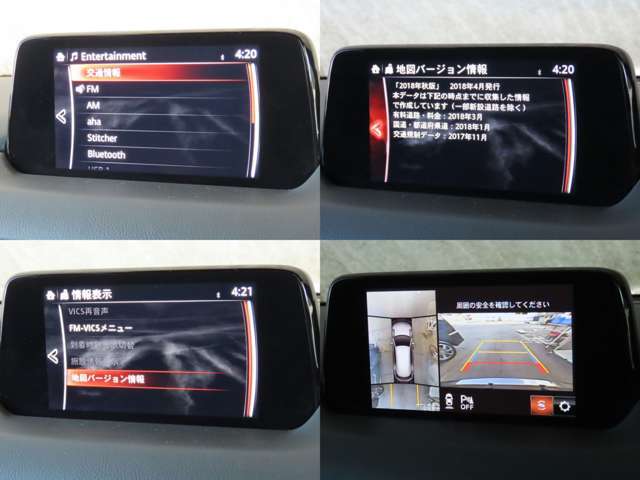 Entertainment 4:20
交通情報
FM
AM
aha
Stitcher
Bluetooth
地図バージョン情報 4:20
「2018年秋版」 2018年4月発行
本データは下記の時点までに収集した情報
で作成しています(一部新設道路を除く)
有料道路・料金:2018年3月
国道・都道府県道:2018年1月
交通規制データ:2017年11月
情報表示 4:21
VICS再音声
FM-VICSメニュー
地図バージョン情報
周囲の安全を確認してください
OFF